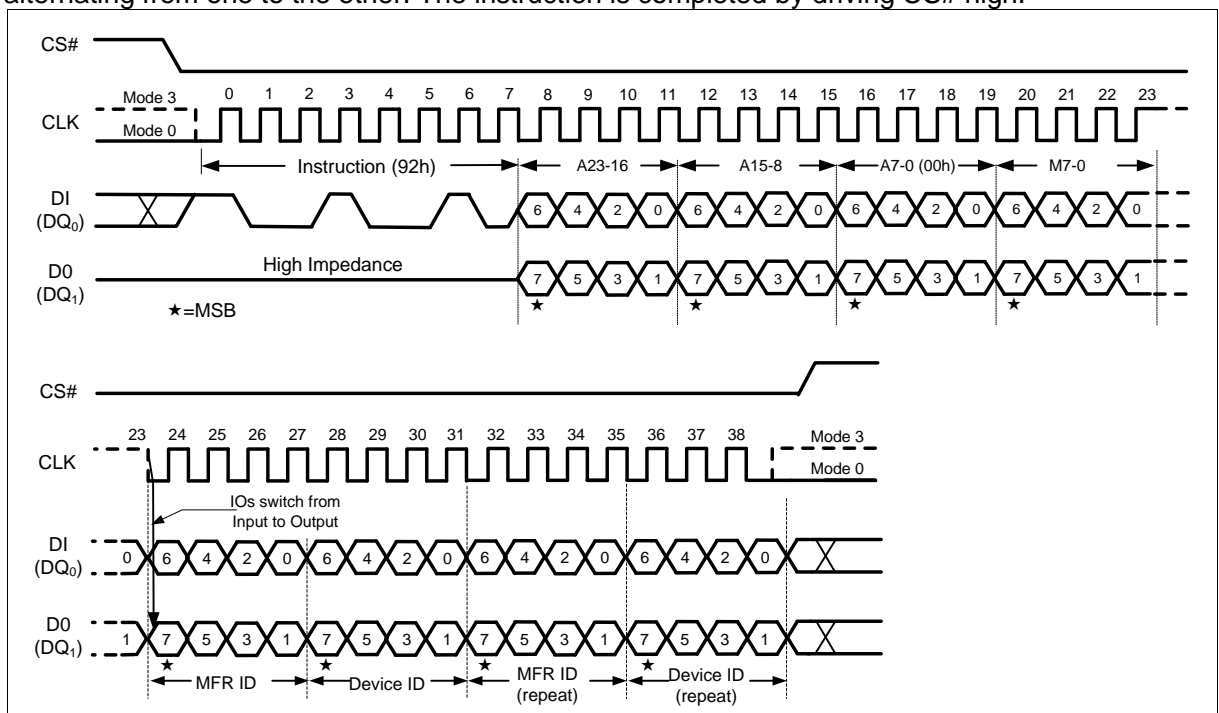 alternating from one to the other. The instruction is completed by driving CS# high.
CS#
Mode 3 0 1 2 3 4 5 6 7 8 9 10 11 12 13 14 15 16 17 18 19 20 21 22 23
CLK
Mode 0
Instruction (92h) A23-16 A15-8 A7-0 (00h) M7-0
DI
(DQ0)
6 4 2 0 6 4 2 0 6 4 2 0 6 4 2 0
High Impedance
D0
(DQ1)
7 5 3 1 7 5 3 1 7 5 3 1 7 5 3 1
★=MSB ★ ★ ★ ★
CS#
23 24 25 26 27 28 29 30 31 32 33 34 35 36 37 38 Mode 3
CLK
Mode 0
IOs switch from
Input to Output
DI
(DQ0)
0 6 4 2 0 6 4 2 0 6 4 2 0 6 4 2 0
D0
(DQ1)
1 7 5 3 1 7 5 3 1 7 5 3 1 7 5 3 1
★ ★ ★ ★
MFR ID Device ID MFR ID
(repeat)
Device ID
(repeat)